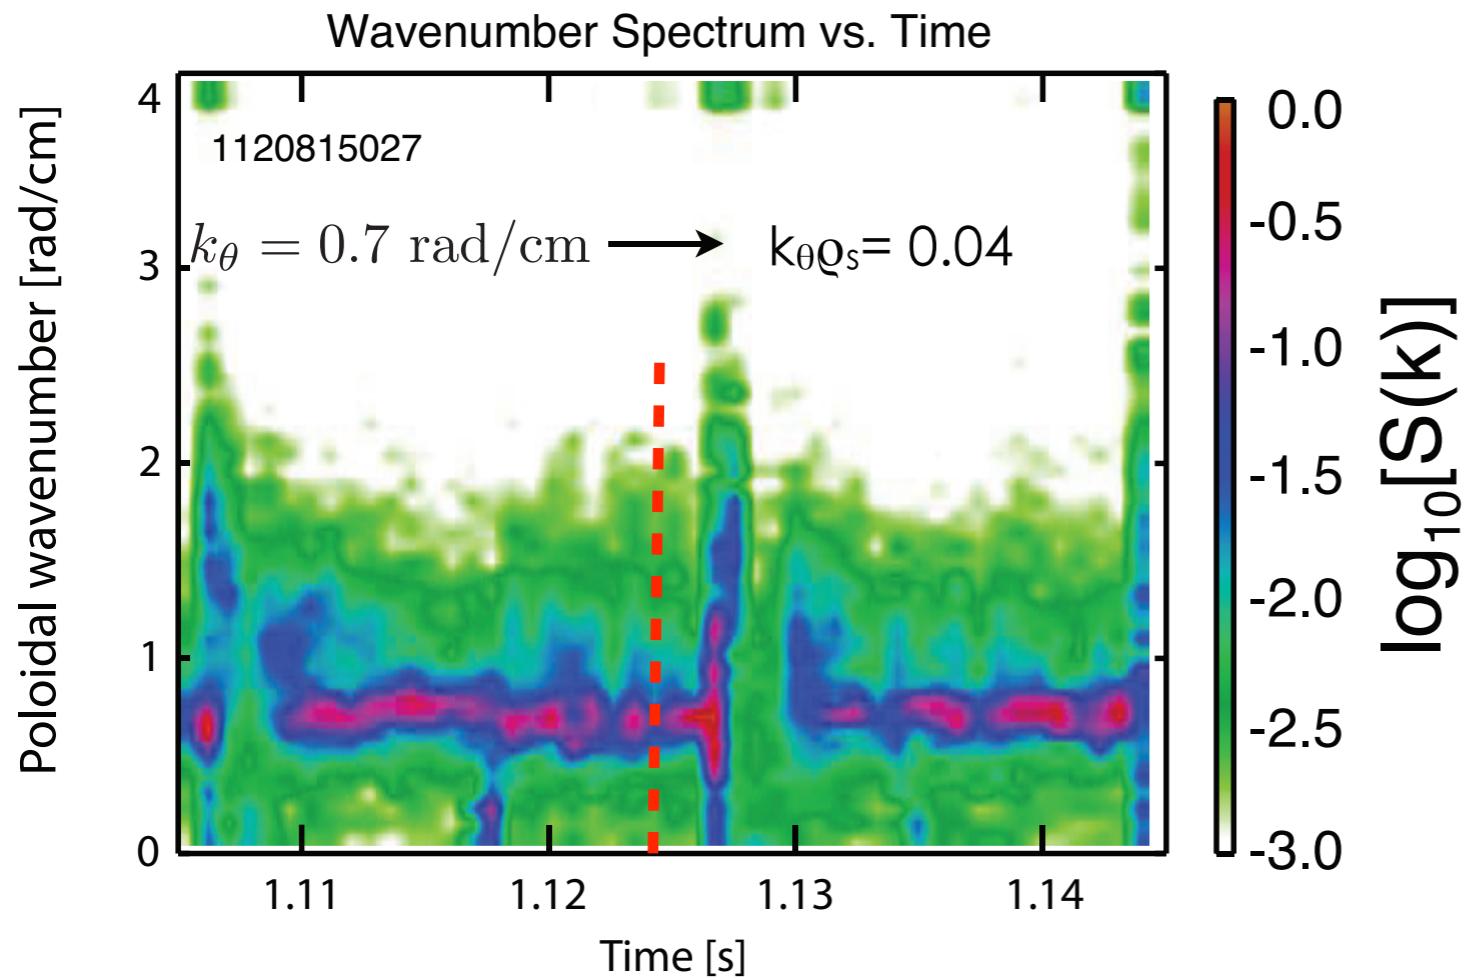 Wavenumber Spectrum vs. Time
Poloidal wavenumber [rad/cm]
4
3
2
1
0
1120815027
kθ = 0.7 rad/cm → kθϱs= 0.04
1.11 1.12 1.13 1.14
Time [s]
0.0
-0.5
-1.0
-1.5
-2.0
-2.5
-3.0
log10[S(k)]